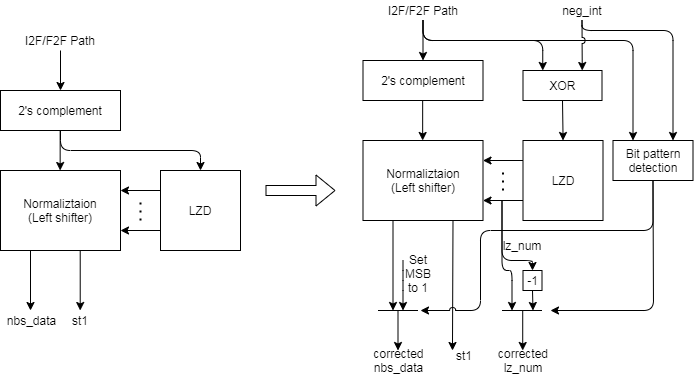 I2F/F2F Path
2's complement
Normaliztaion
(Left shifter)
LZD
nbs_data
st1
I2F/F2F Path
neg_int
2's complement
XOR
Normaliztaion
(Left shifter)
LZD
Bit pattern
detection
lz_num
Set
MSB
to 1
-1
corrected
nbs_data
st1
corrected
lz_num